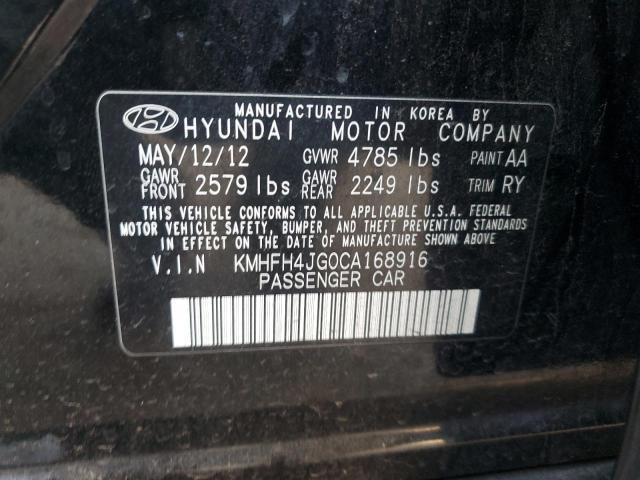 MANUFACTURED IN KOREA BY
HYUNDAI MOTOR COMPANY
MAY/12/12 GVWR 4785 lbs PAINT AA
GAWR FRONT 2579 lbs GAWR REAR 2249 lbs TRIM RY
THIS VEHICLE CONFORMS TO ALL APPLICABLE U.S.A. FEDERAL
MOTOR VEHICLE SAFETY, BUMPER, AND THEFT PREVENTION STANDARDS
IN EFFECT ON THE DATE OF MANUFACTURE SHOWN ABOVE
V.I.N KMHFH4JG0CA168916
PASSENGER CAR